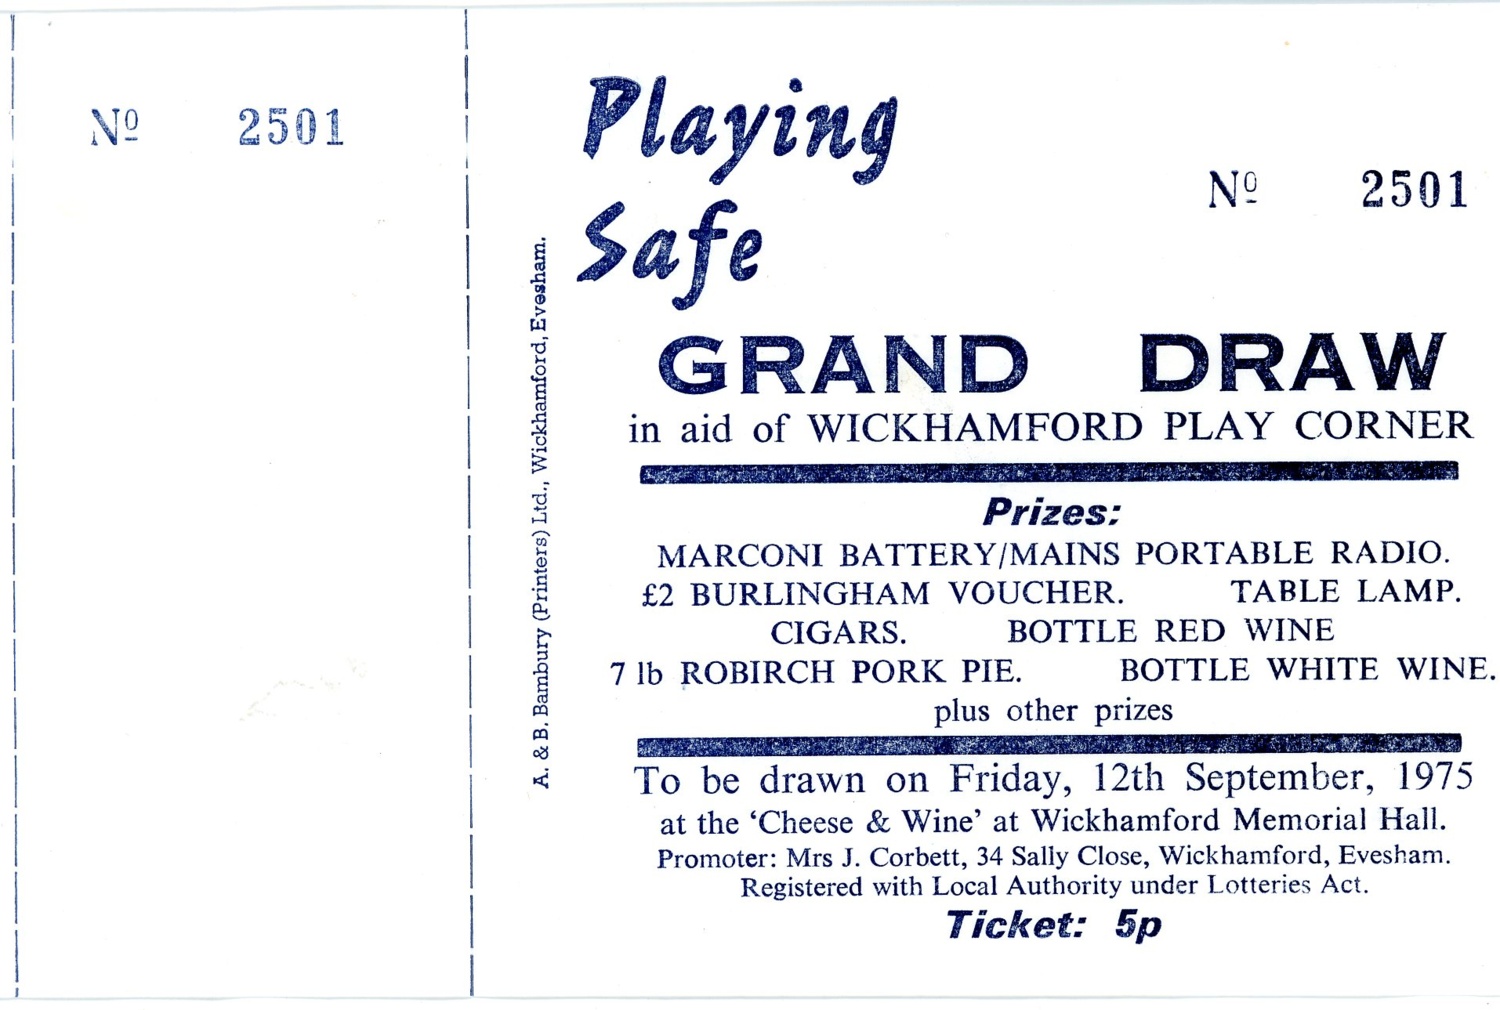 Nº 2501
Playing
Safe
Nº 2501
GRAND DRAW
in aid of WICKHAMFORD PLAY CORNER
Prizes:
MARCONI BATTERY/MAINS PORTABLE RADIO.
£2 BURLINGHAM VOUCHER. TABLE LAMP.
CIGARS. BOTTLE RED WINE
7 lb ROBIRCH PORK PIE. BOTTLE WHITE WINE.
plus other prizes
To be drawn on Friday, 12th September, 1975
at the ‘Cheese & Wine’ at Wickhamford Memorial Hall.
Promoter: Mrs J. Corbett, 34 Sally Close, Wickhamford, Evesham.
Registered with Local Authority under Lotteries Act.
Ticket: 5p
A. & B. Bambury (Printers) Ltd., Wickhamford, Evesham.